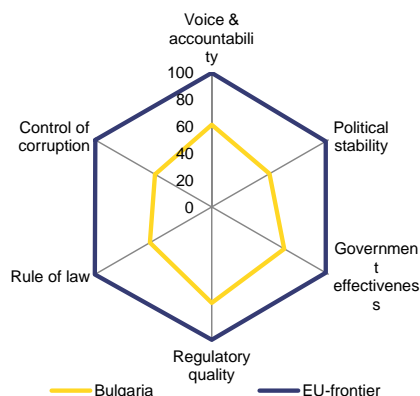 Voice &
accountabili
ty
100
80
60
40
20
0
Control of
corruption
Political
stability
Rule of law
Governmen
t
effectivenes
s
Regulatory
quality
Bulgaria
EU-frontier